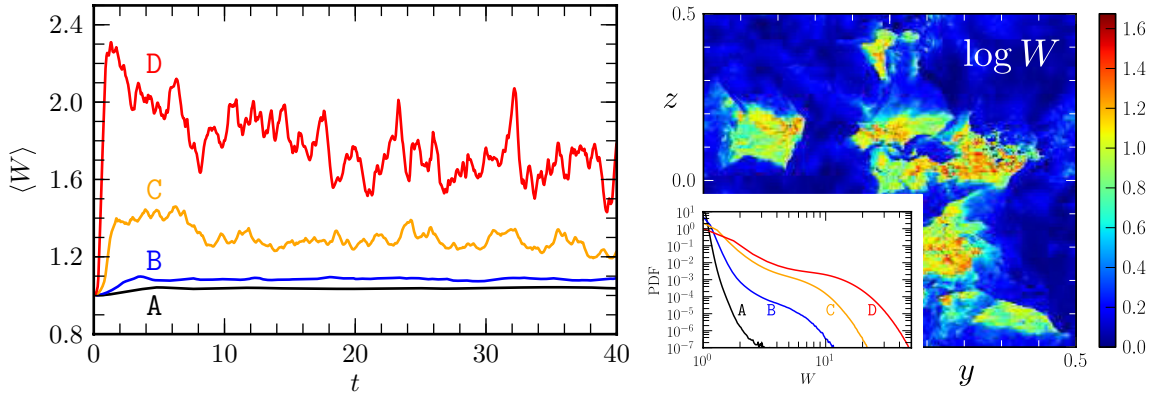 ⟨W⟩
2.4
2.0
1.6
1.2
0.8
D
C
B
A
0
10
20
30
40
t
0.5
z
0.0
log W
y
0.5
1.6
1.4
1.2
1.0
0.8
0.6
0.4
0.2
0.0
PDF
10¹
10⁰
10⁻¹
10⁻²
10⁻³
10⁻⁴
10⁻⁵
10⁻⁶
10⁻⁷
A
B
C
D
10⁰
10¹
W